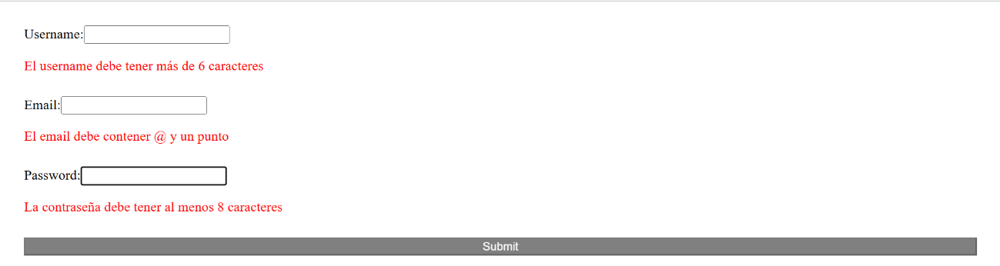 Username:
El username debe tener más de 6 caracteres
Email:
El email debe contener @ y un punto
Password:
La contraseña debe tener al menos 8 caracteres
Submit